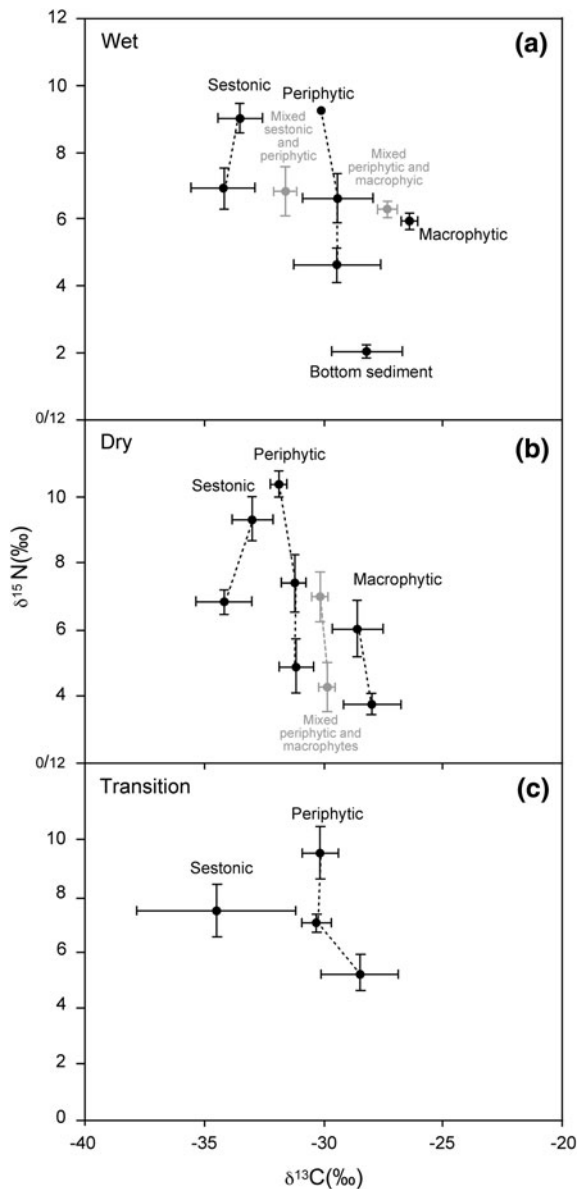 12
Wet
(a)
10
Sestonic
Periphytic
Mixed
sestonic
and
periphytic
Mixed
periphytic and
macrophyic
8
6
Macrophytic
4
2
Bottom sediment
0/12
Dry
(b)
Periphytic
Sestonic
10
8
Macrophytic
6
4
Mixed
periphytic and
macrophytes
δ15 N(‰)
0/12
Transition
(c)
Periphytic
10
Sestonic
8
6
4
2
0
-40
-35
-30
-25
-20
δ13C(‰)